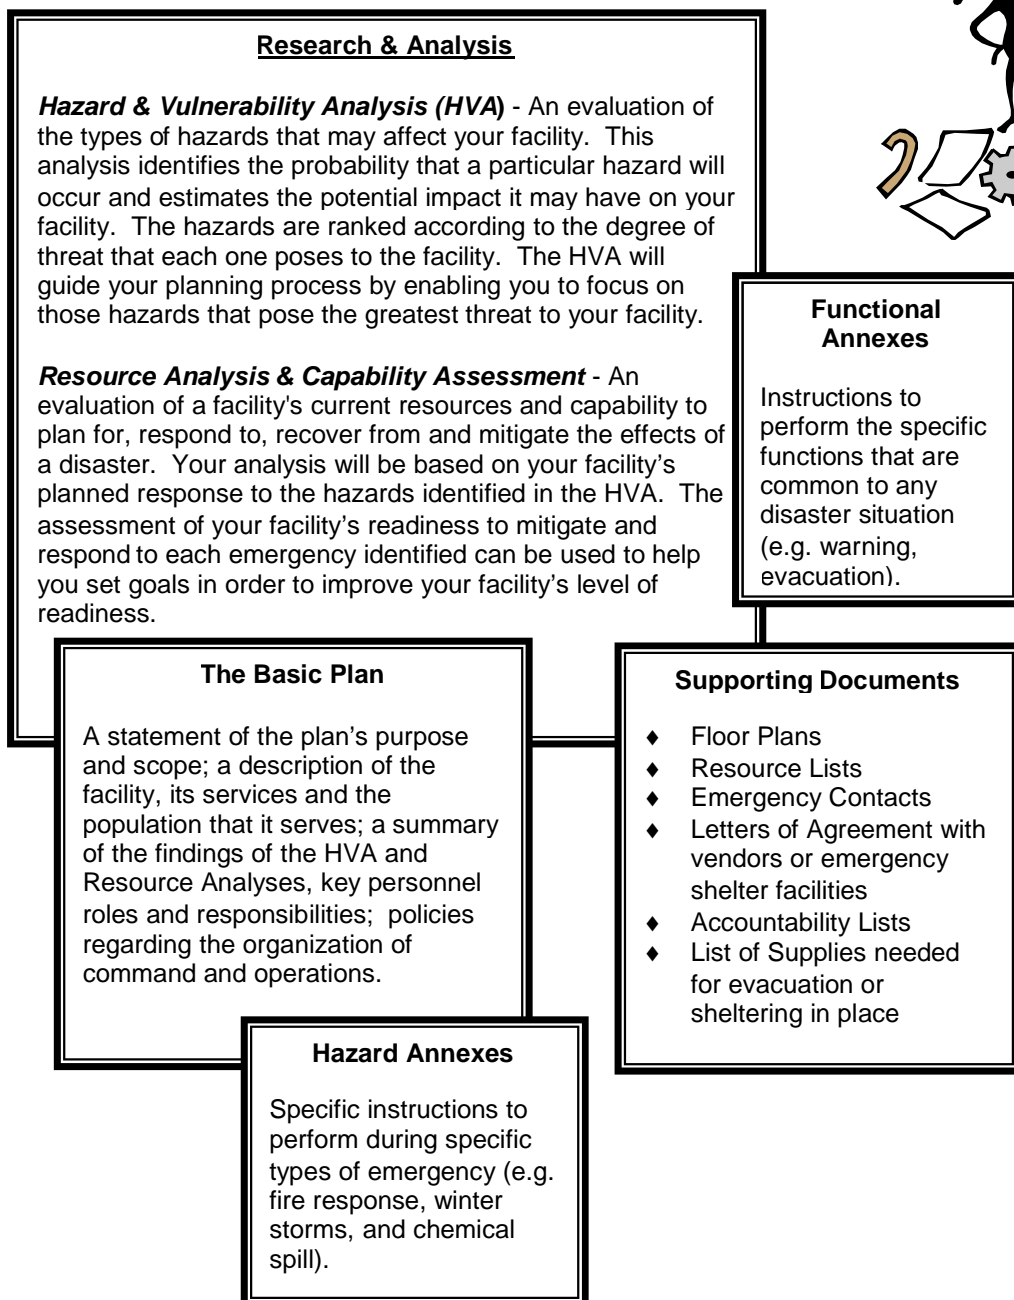 Research & Analysis
Hazard & Vulnerability Analysis (HVA) - An evaluation of
the types of hazards that may affect your facility.  This
analysis identifies the probability that a particular hazard will
occur and estimates the potential impact it may have on your
facility.  The hazards are ranked according to the degree of
threat that each one poses to the facility.  The HVA will
guide your planning process by enabling you to focus on
those hazards that pose the greatest threat to your facility.
Resource Analysis & Capability Assessment - An
evaluation of a facility's current resources and capability to
plan for, respond to, recover from and mitigate the effects of
a disaster.  Your analysis will be based on your facility’s
planned response to the hazards identified in the HVA.  The
assessment of your facility’s readiness to mitigate and
respond to each emergency identified can be used to help
you set goals in order to improve your facility’s level of
readiness.
Functional
Annexes
Instructions to
perform the specific
functions that are
common to any
disaster situation
(e.g. warning,
evacuation).
The Basic Plan
A statement of the plan’s purpose
and scope; a description of the
facility, its services and the
population that it serves; a summary
of the findings of the HVA and
Resource Analyses, key personnel
roles and responsibilities;  policies
regarding the organization of
command and operations.
Supporting Documents
♦ Floor Plans
♦ Resource Lists
♦ Emergency Contacts
♦ Letters of Agreement with
vendors or emergency
shelter facilities
♦ Accountability Lists
♦ List of Supplies needed
for evacuation or
sheltering in place
Hazard Annexes
Specific instructions to
perform during specific
types of emergency (e.g.
fire response, winter
storms, and chemical
spill).